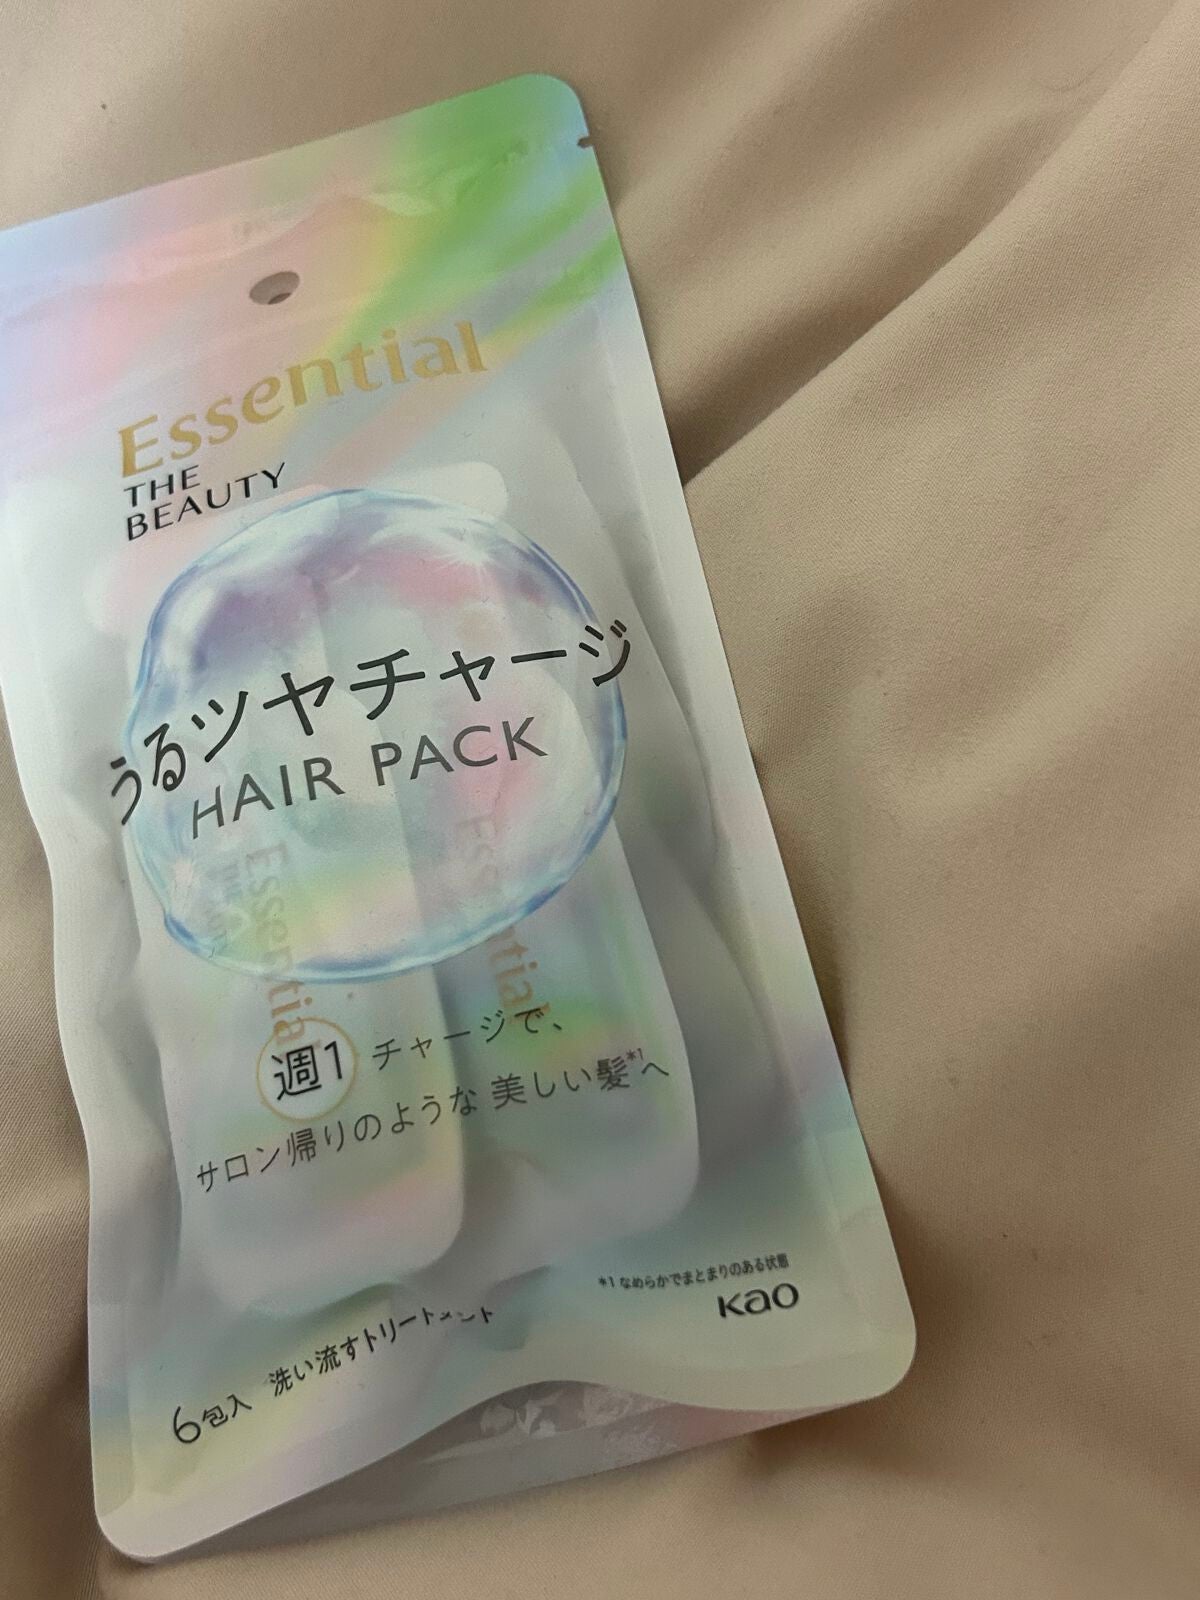 Essential
THE
BEAUTY
うるツヤチャージ
HAIR PACK
Essential
Essential
週1 チャージで、
サロン帰りのような 美しい髪*1へ
*1 なめらかでまとまりのある状態
Kao
6包入 洗い流すトリートメント